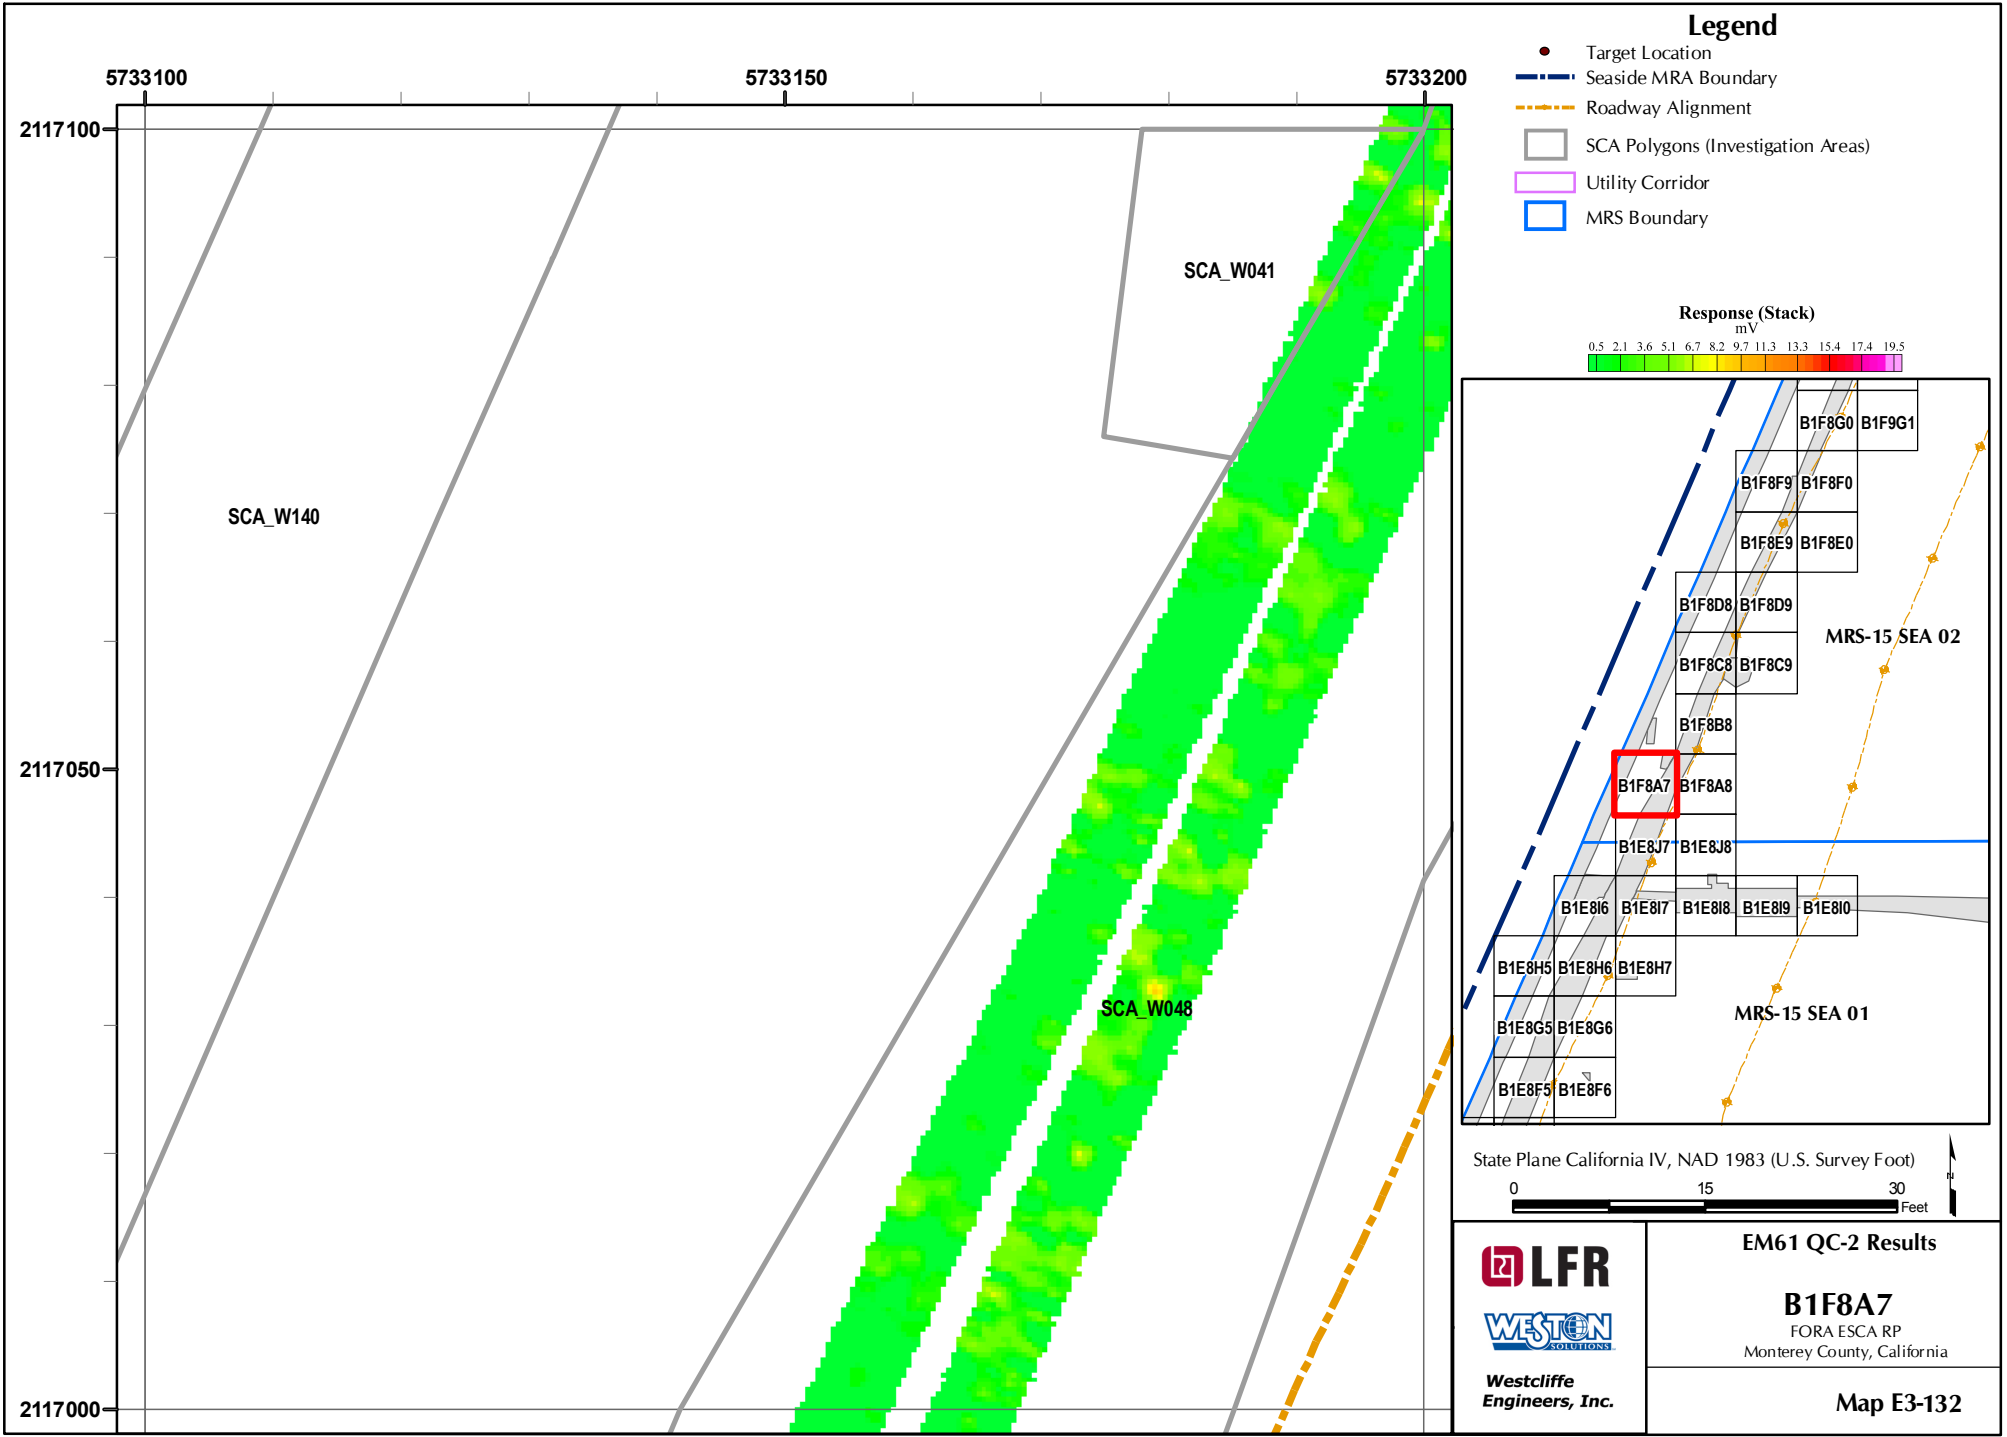 5733100
5733150
5733200
2117100
2117050
2117000
SCA_W041
SCA_W140
SCA_W048
Legend
Target Location
Seaside MRA Boundary
Roadway Alignment
SCA Polygons (Investigation Areas)
Utility Corridor
MRS Boundary
Response (Stack)
mV
0.5 2.1 3.6 5.1 6.7 8.2 9.7 11.3 13.3 15.4 17.4 19.5
B1F8G0 B1F9G1
B1F8F9 B1F8F0
B1F8E9 B1F8E0
B1F8D8 B1F8D9
MRS-15 SEA 02
B1F8C8 B1F8C9
B1F8B8
B1F8A7 B1F8A8
B1E8J7 B1E8J8
B1E8I6 B1E8I7 B1E8I8 B1E8I9 B1E8I0
B1E8H5 B1E8H6 B1E8H7
MRS-15 SEA 01
B1E8G5 B1E8G6
B1E8F5 B1E8F6
State Plane California IV, NAD 1983 (U.S. Survey Foot)
0 15 30
Feet
N
LFR
WESTON
SOLUTIONS
Westcliffe
Engineers, Inc.
EM61 QC-2 Results
B1F8A7
FORA ESCA RP
Monterey County, California
Map E3-132